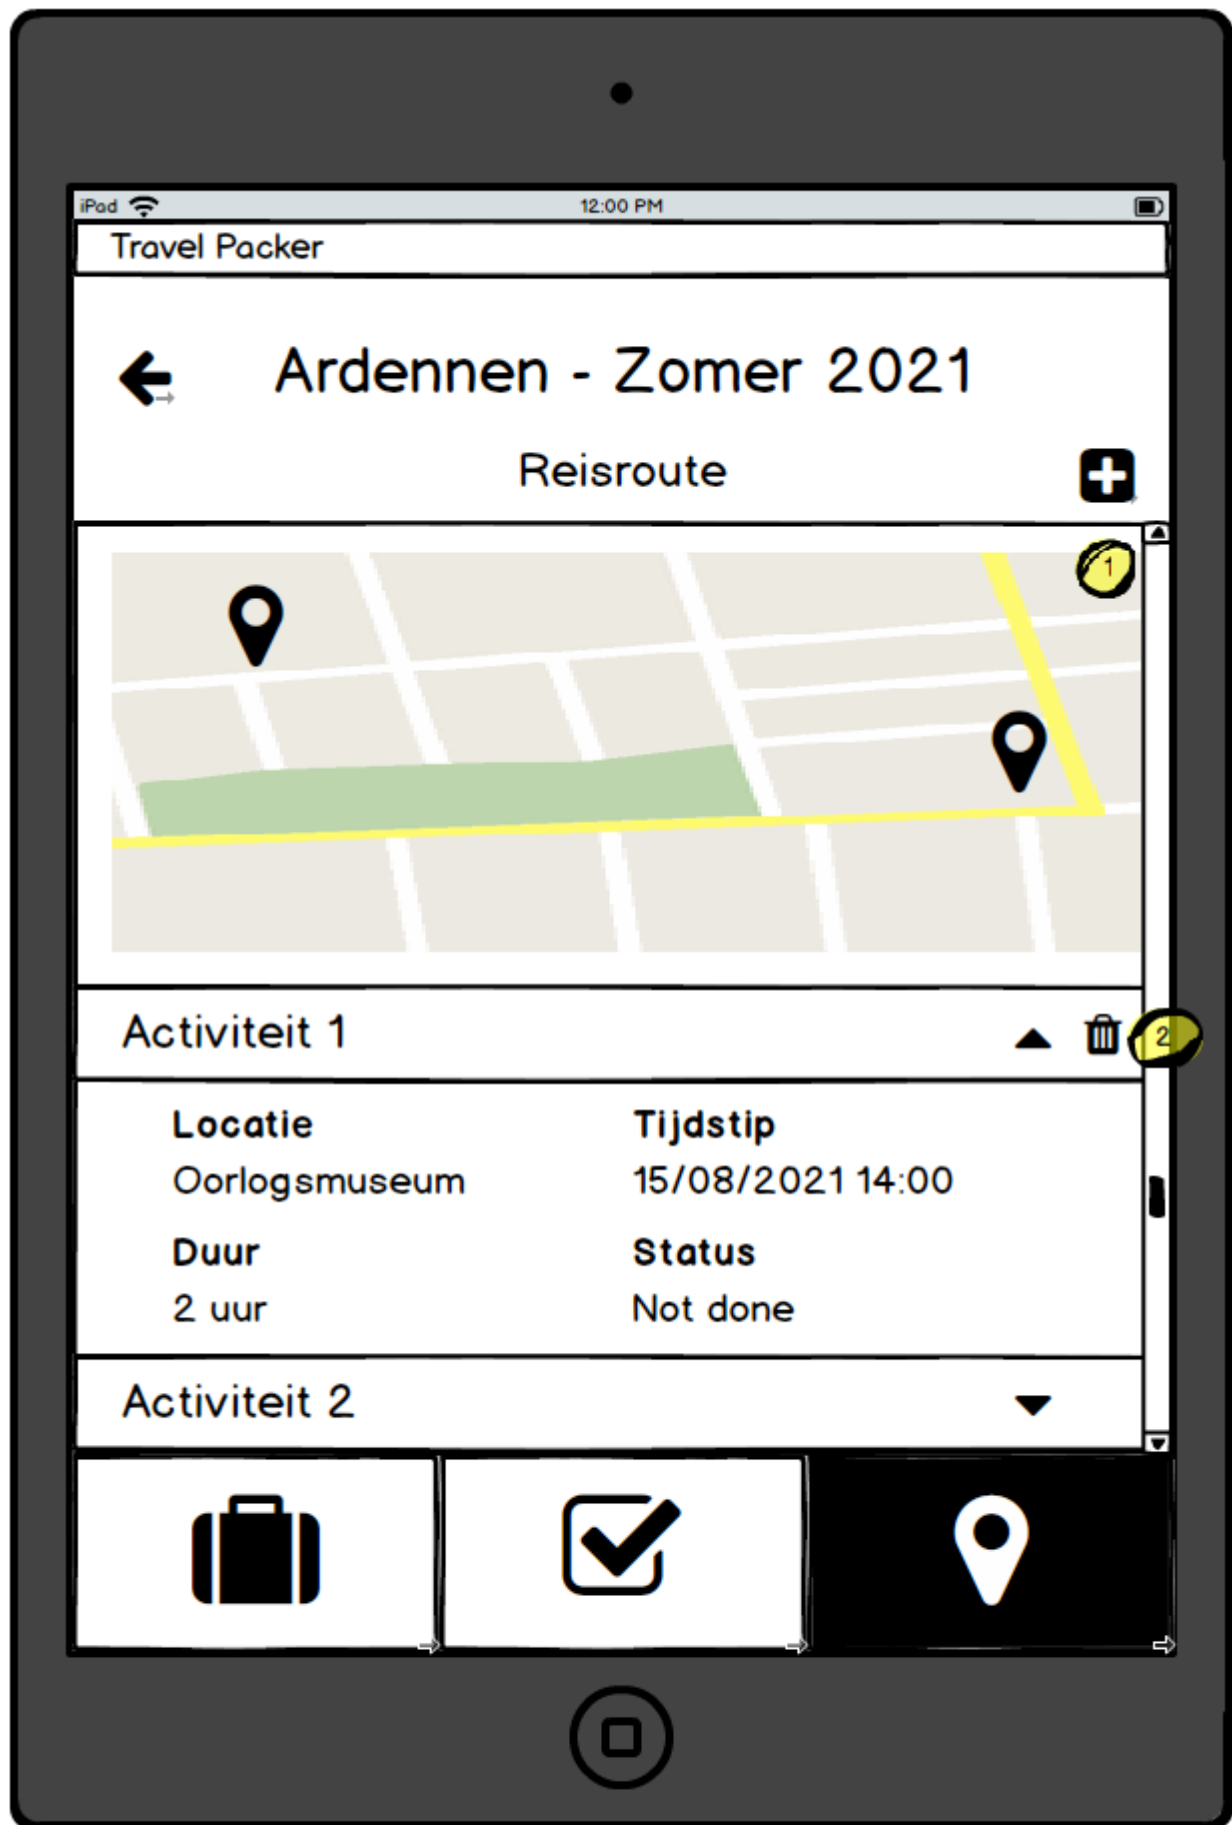 iPad 12:00 PM
Travel Packer
Ardennen - Zomer 2021
Reisroute
1
Activiteit 1
2
Locatie Tijdstip
Oorlogsmuseum 15/08/2021 14:00
Duur Status
2 uur Not done
Activiteit 2